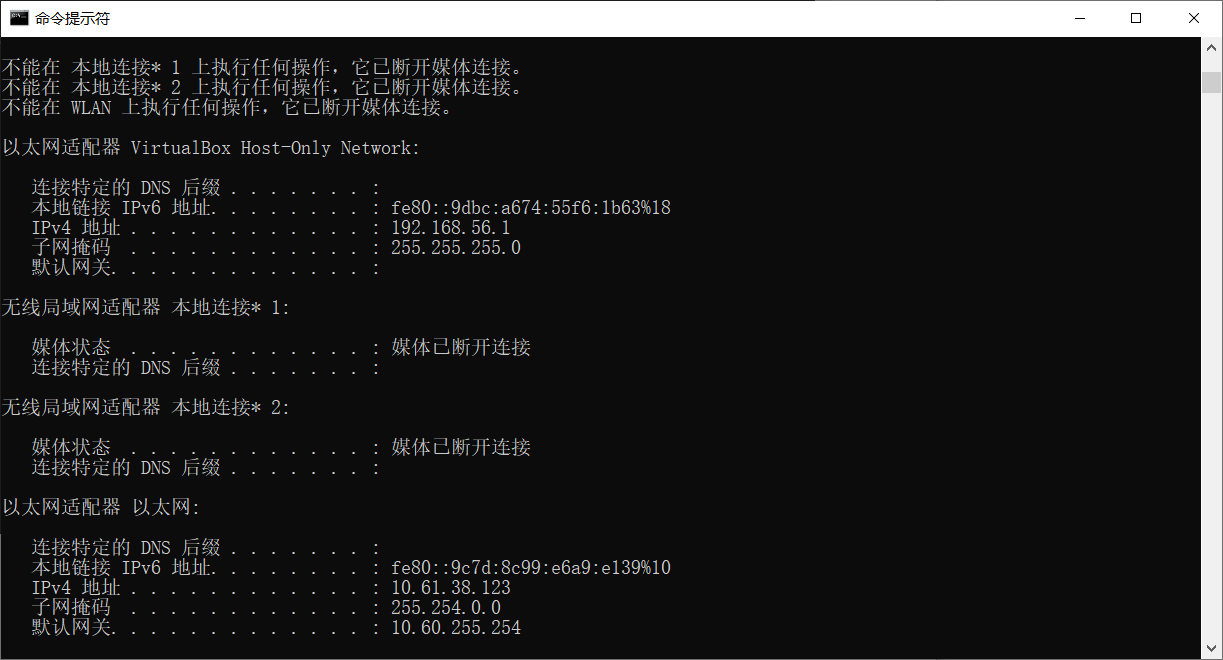 命令提示符
不能在 本地连接* 1 上执行任何操作，它已断开媒体连接。
不能在 本地连接* 2 上执行任何操作，它已断开媒体连接。
不能在 WLAN 上执行任何操作，它已断开媒体连接。
以太网适配器 VirtualBox Host-Only Network:
连接特定的 DNS 后缀 . . . . . . . :
本地链接 IPv6 地址. . . . . . . . : fe80::9dbc:a674:55f6:1b63%18
IPv4 地址 . . . . . . . . . . . . : 192.168.56.1
子网掩码  . . . . . . . . . . . . : 255.255.255.0
默认网关. . . . . . . . . . . . . :
无线局域网适配器 本地连接* 1:
媒体状态  . . . . . . . . . . . . : 媒体已断开连接
连接特定的 DNS 后缀 . . . . . . . :
无线局域网适配器 本地连接* 2:
媒体状态  . . . . . . . . . . . . : 媒体已断开连接
连接特定的 DNS 后缀 . . . . . . . :
以太网适配器 以太网:
连接特定的 DNS 后缀 . . . . . . . :
本地链接 IPv6 地址. . . . . . . . : fe80::9c7d:8c99:e6a9:e139%10
IPv4 地址 . . . . . . . . . . . . : 10.61.38.123
子网掩码  . . . . . . . . . . . . : 255.254.0.0
默认网关. . . . . . . . . . . . . : 10.60.255.254